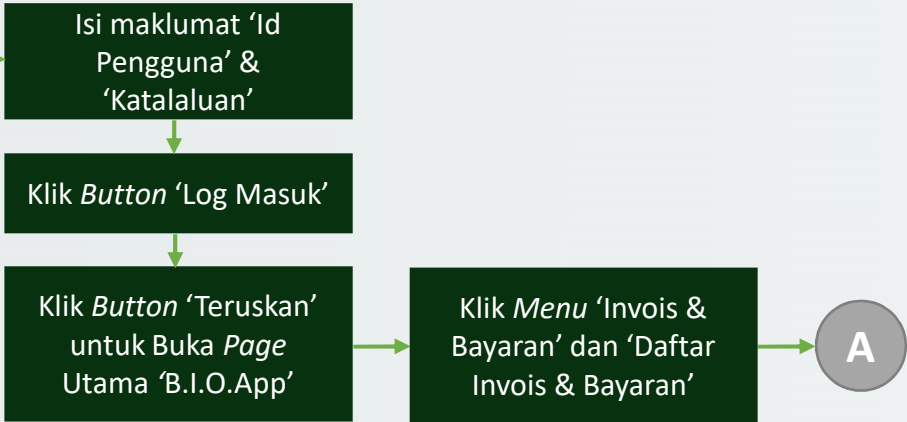 Isi maklumat ‘Id
Pengguna’ &
‘Katalaluan’
Klik Button ‘Log Masuk’
Klik Button ‘Teruskan’
untuk Buka Page
Utama ‘B.I.O.App’
Klik Menu ‘Invois &
Bayaran’ dan ‘Daftar
Invois & Bayaran’
A